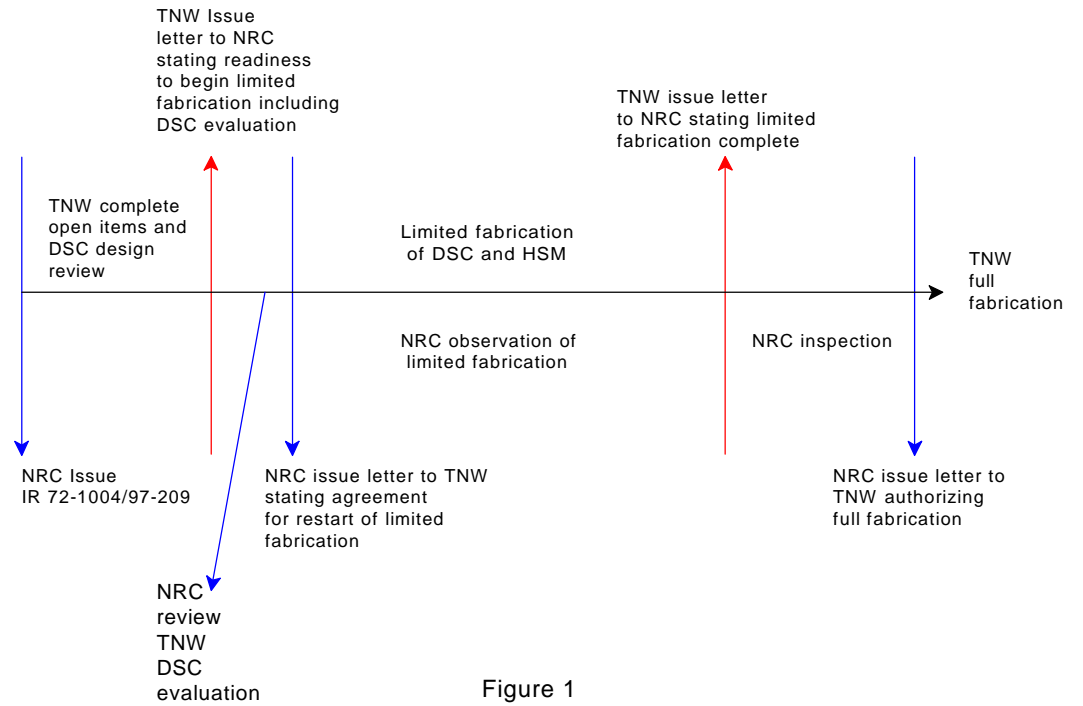 TNW Issue
letter to NRC
stating readiness
to begin limited
fabrication including
DSC evaluation
TNW issue letter
to NRC stating limited
fabrication complete
TNW complete
open items and
DSC design
review
Limited fabrication
of DSC and HSM
TNW
full
fabrication
NRC observation of
limited fabrication
NRC inspection
NRC Issue
IR 72-1004/97-209
NRC issue letter to TNW
stating agreement
for restart of limited
fabrication
NRC issue letter to
TNW authorizing
full fabrication
NRC
review
TNW
DSC
evaluation
Figure 1